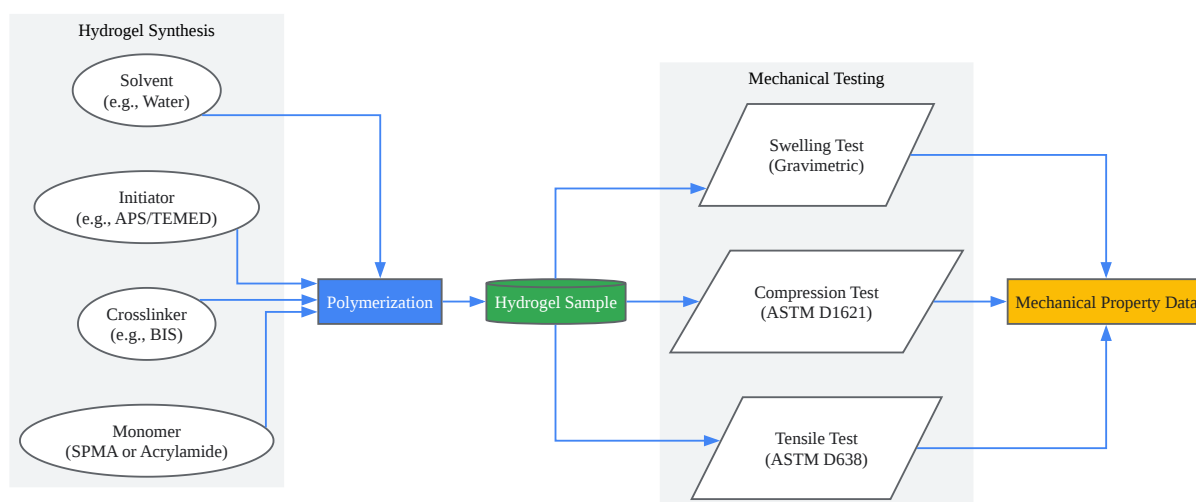 Hydrogel Synthesis
Solvent
(e.g., Water)
Initiator
(e.g., APS/TEMED)
Crosslinker
(e.g., BIS)
Monomer
(SPMA or Acrylamide)
Polymerization
Hydrogel Sample
Mechanical Testing
Swelling Test
(Gravimetric)
Compression Test
(ASTM D1621)
Tensile Test
(ASTM D638)
Mechanical Property Data